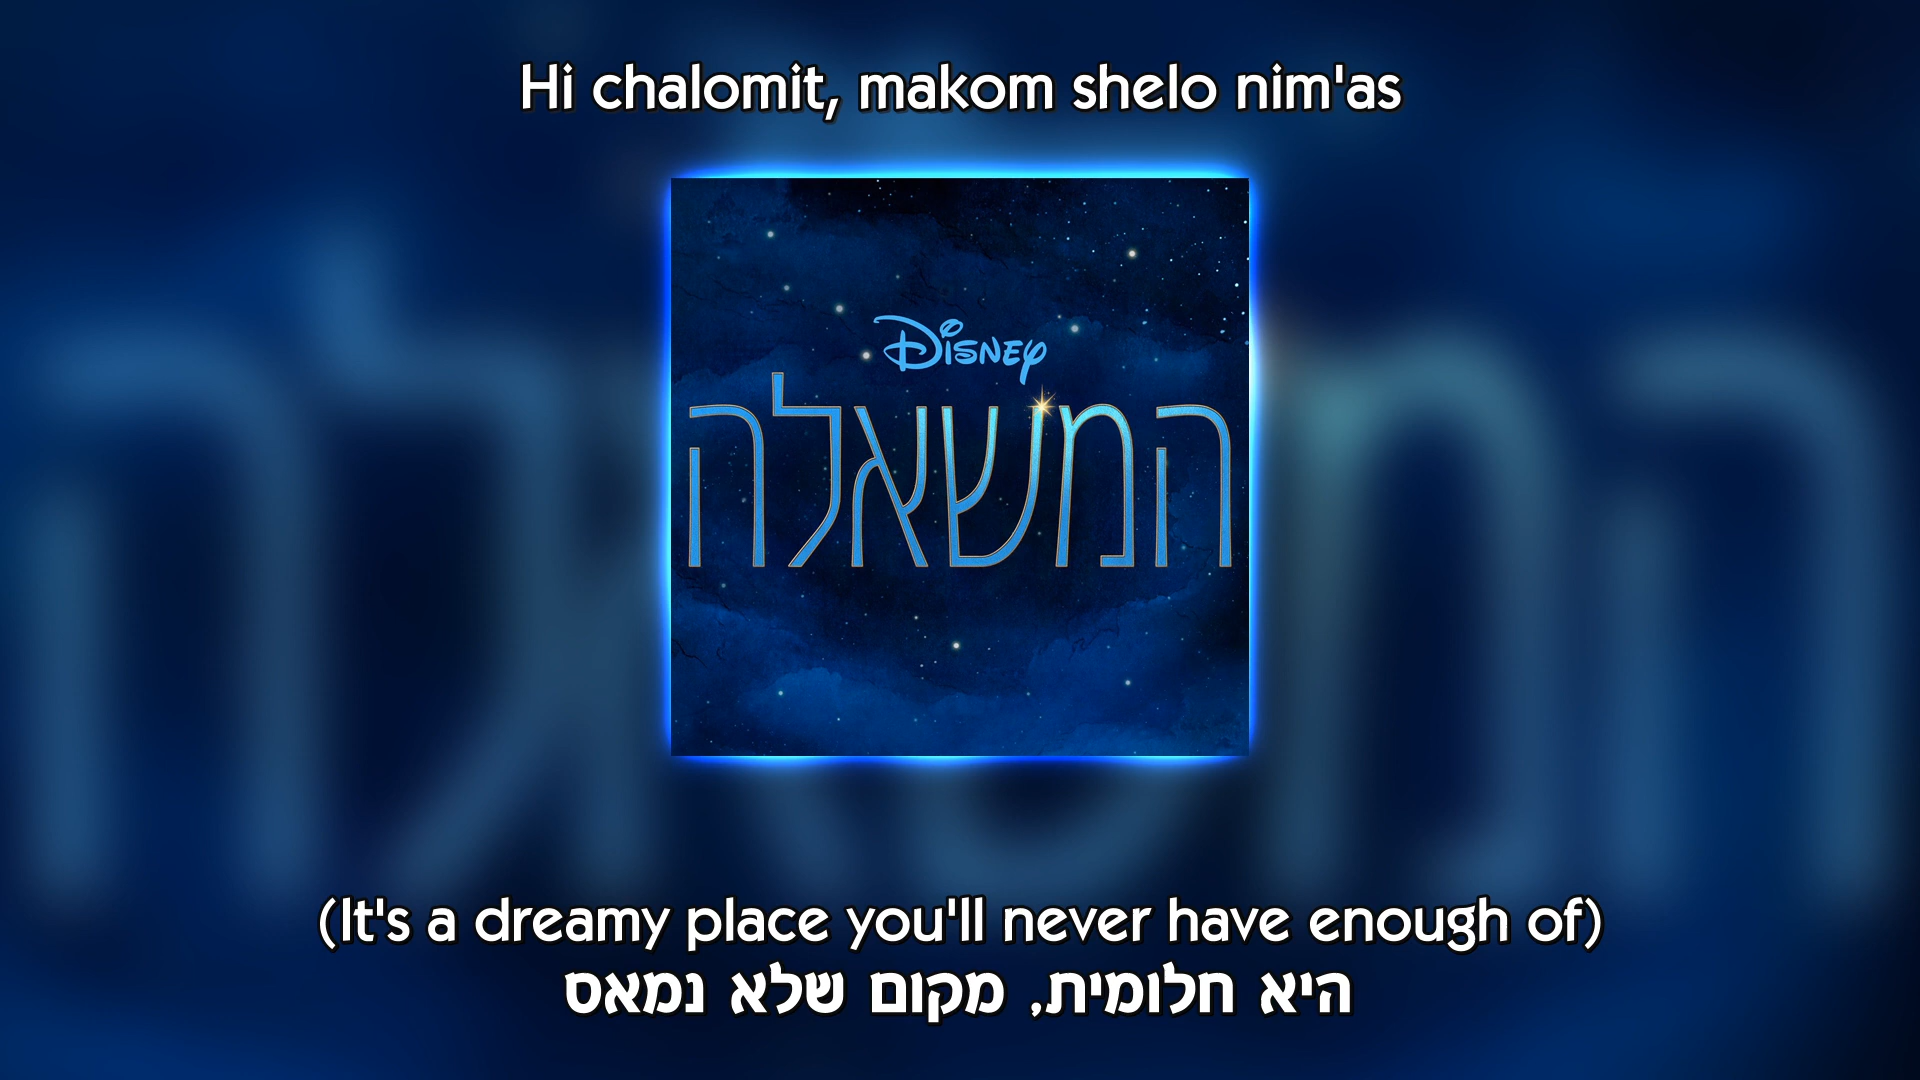 Hi chalomit, makom shelo nim'as
Disney
המשאלה
(It's a dreamy place you'll never have enough of)
היא חלומית, מקום שלא נמאס